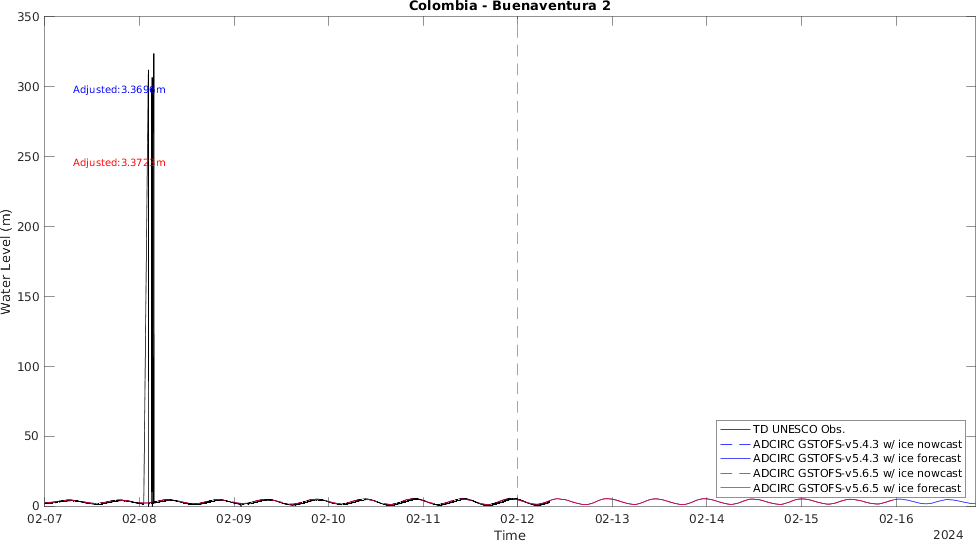 Colombia - Buenaventura 2
350
300
250
200
150
100
50
0
Water Level (m)
Adjusted:3.3696m
Adjusted:3.372 m
TD UNESCO Obs.
ADCIRC GSTOFS-v5.4.3 w/ ice nowcast
ADCIRC GSTOFS-v5.4.3 w/ ice forecast
ADCIRC GSTOFS-v5.6.5 w/ ice nowcast
ADCIRC GSTOFS-v5.6.5 w/ ice forecast
02-07 02-08 02-09 02-10 02-11 02-12 02-13 02-14 02-15 02-16
Time
2024